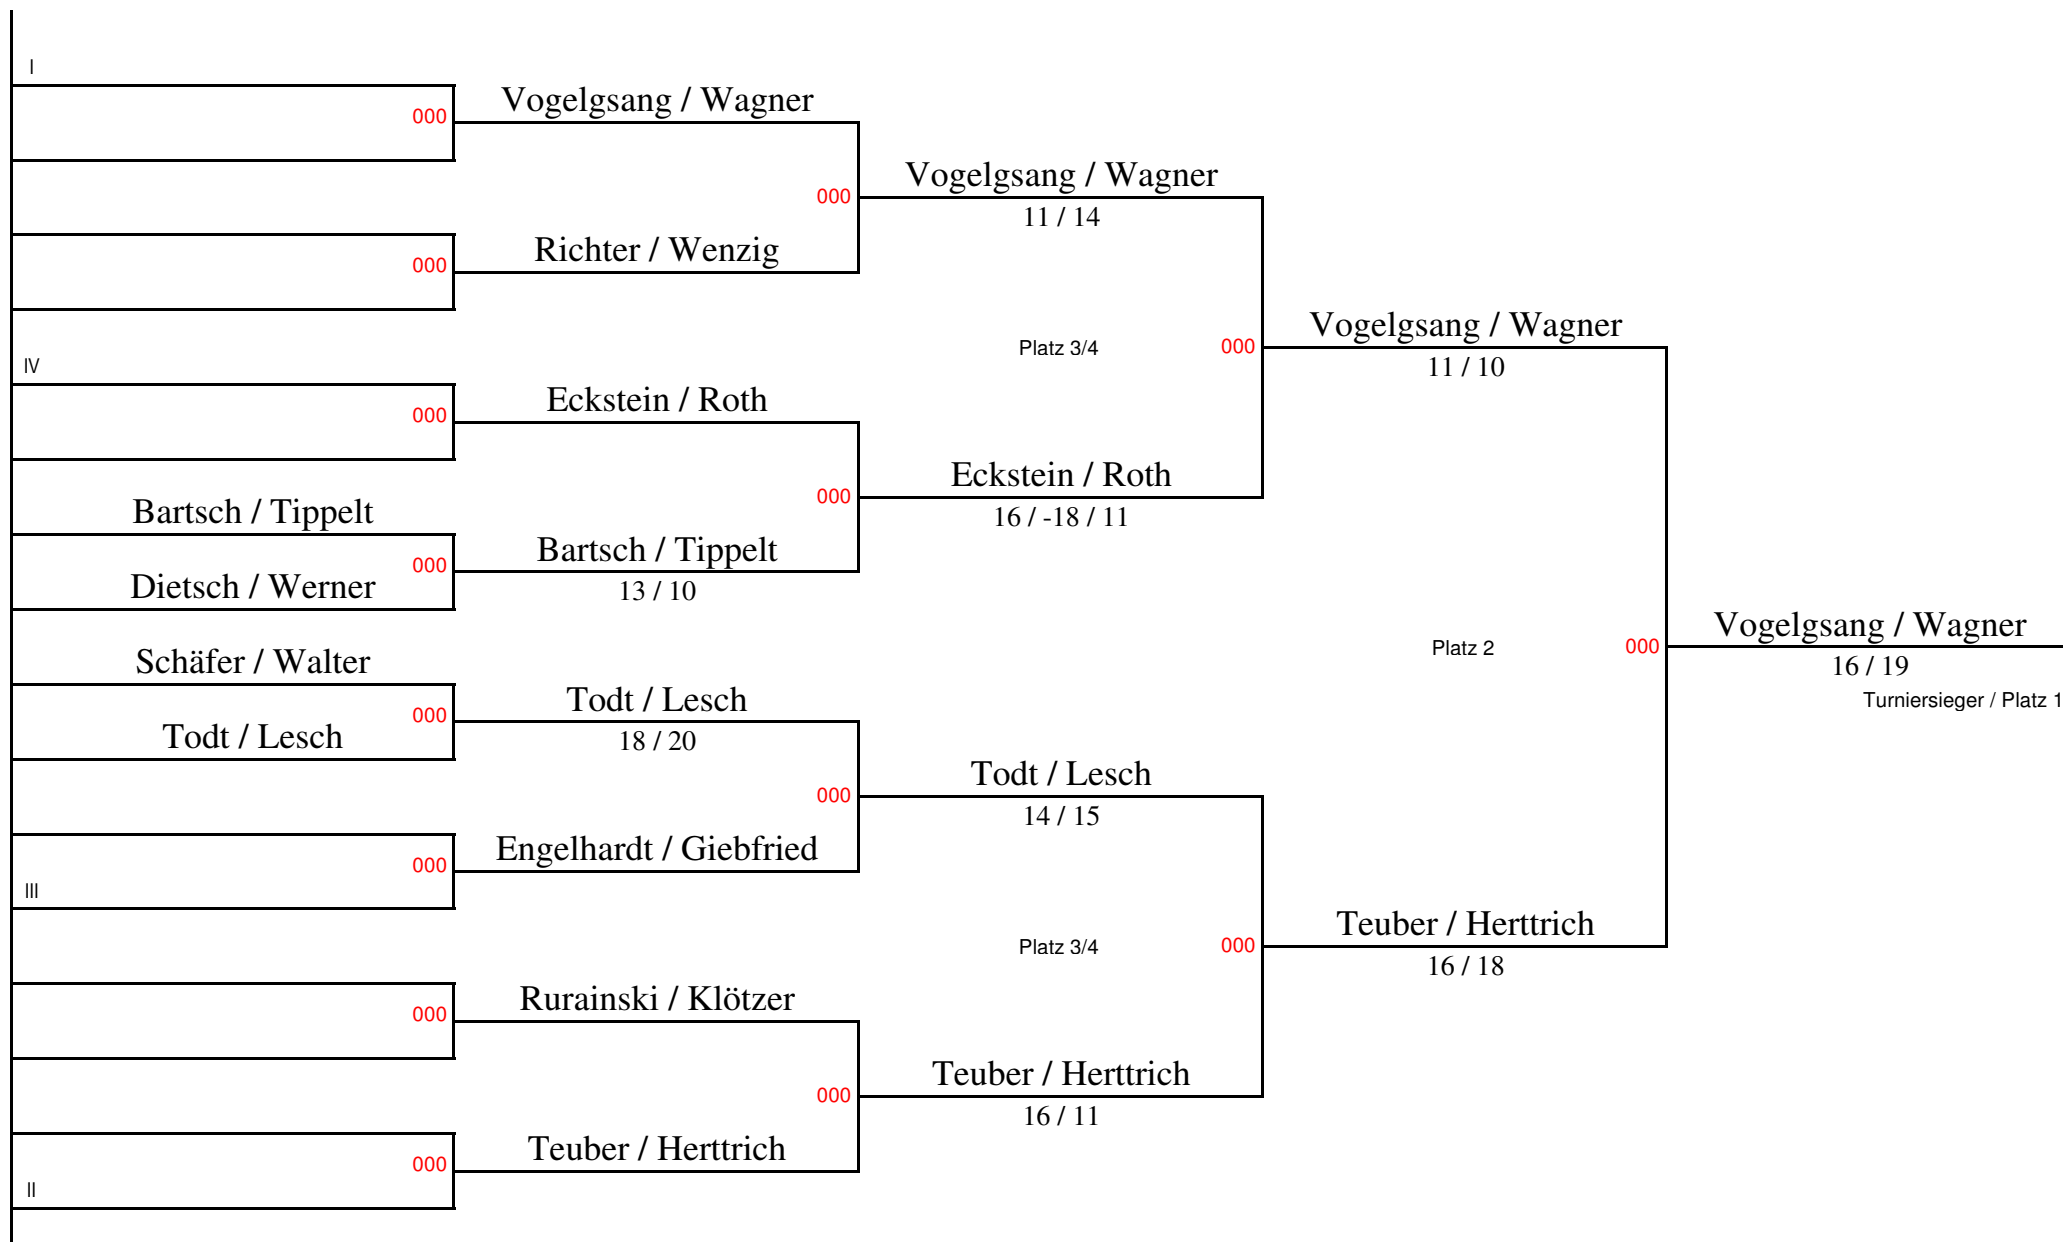 I
000
Vogelgsang / Wagner
000
Vogelgsang / Wagner
11 / 14
000
Richter / Wenzig
Platz 3/4
000
Vogelgsang / Wagner
11 / 10
IV
000
Eckstein / Roth
000
Eckstein / Roth
16 / -18 / 11
Bartsch / Tippelt
000
Bartsch / Tippelt
13 / 10
Dietsch / Werner
Platz 2
000
Vogelgsang / Wagner
16 / 19
Turniersieger / Platz 1
Schäfer / Walter
000
Todt / Lesch
18 / 20
Todt / Lesch
000
Todt / Lesch
14 / 15
000
Engelhardt / Giebfried
III
Platz 3/4
000
Teuber / Herttrich
16 / 18
000
Rurainski / Klötzer
000
Teuber / Herttrich
16 / 11
000
Teuber / Herttrich
II